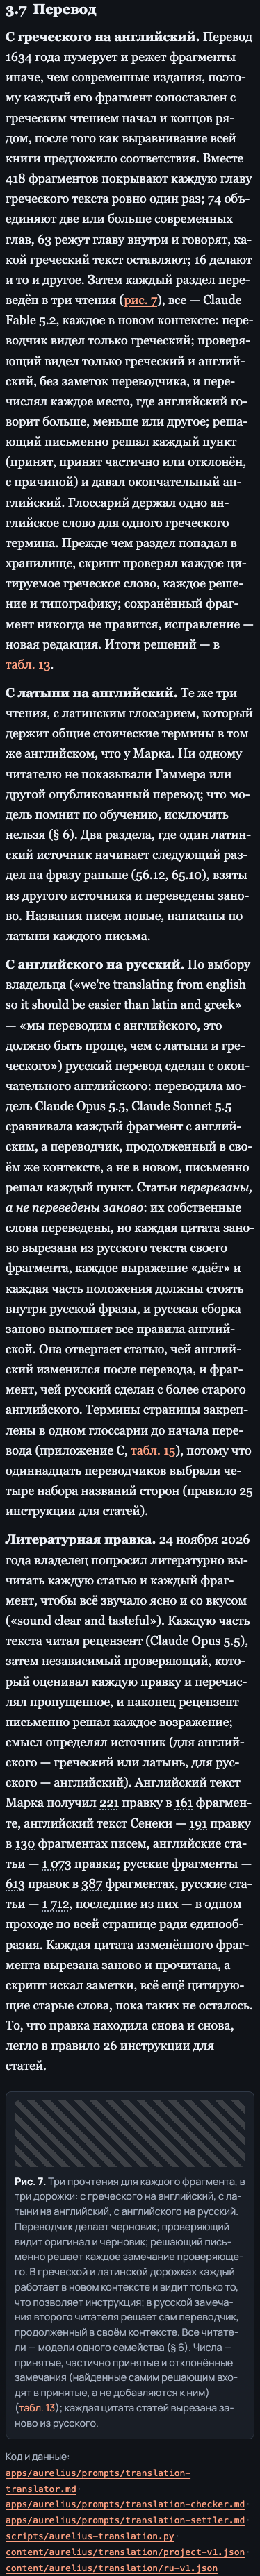 3.7 Перевод
С греческого на английский. Перевод
1634 года нумерует и режет фрагменты
иначе, чем современные издания, поэто-
му каждый его фрагмент сопоставлен с
греческим чтением начал и концов ря-
дом, после того как выравнивание всей
книги предложило соответствия. Вместе
418 фрагментов покрывают каждую главу
греческого текста ровно один раз; 74 объ-
единяют две или больше современных
глав, 63 режут главу внутри и говорят, ка-
кой греческий текст оставляют; 16 делают
и то и другое. Затем каждый раздел пере-
ведён в три чтения (рис. 7), все — Claude
Fable 5.2, каждое в новом контексте: пере-
водчик видел только греческий; проверя-
ющий видел только греческий и англий-
ский, без заметок переводчика, и пере-
числял каждое место, где английский го-
ворит больше, меньше или другое; реша-
ющий письменно решал каждый пункт
(принят, принят частично или отклонён,
с причиной) и давал окончательный ан-
глийский. Глоссарий держал одно ан-
глийское слово для одного греческого
термина. Прежде чем раздел попадал в
хранилище, скрипт проверял каждое ци-
тируемое греческое слово, каждое реше-
ние и типографику; сохранённый фраг-
мент никогда не правится, исправление —
новая редакция. Итоги решений — в
табл. 13.
С латыни на английский. Те же три
чтения, с латинским глоссарием, который
держит общие стоические термины в том
же английском, что у Марка. Ни одному
читателю не показывали Гаммера или
другой опубликованный перевод; что мо-
дель помнит по обучению, исключить
нельзя (§ 6). Два раздела, где один латин-
ский источник начинает следующий раз-
дел на фразу раньше (56.12, 65.10), взяты
из другого источника и переведены зано-
во. Названия писем новые, написаны по
латыни каждого письма.
С английского на русский. По выбору
владельца («we're translating from english
so it should be easier than latin and greek»
— «мы переводим с английского, это
должно быть проще, чем с латыни и гре-
ческого») русский перевод сделан с окон-
чательного английского: переводила мо-
дель Claude Opus 5.5, Claude Sonnet 5.5
сравнивала каждый фрагмент с английс-
ким, а переводчик, продолженный в сво-
ём же контексте, а не в новом, письменно
решал каждый пункт. Статьи перерезаны,
а не переведены заново: их собственные
слова переведены, но каждая цитата зано-
во вырезана из русского текста своего
фрагмента, каждое выражение «даёт» и
каждая часть положения должны стоять
внутри русской фразы, и русская сборка
заново выполняет все правила англий-
ской. Она отвергает статью, чей англий-
ский изменился после перевода, и фраг-
мент, чей русский сделан с более старого
английского. Термины страницы закреп-
лены в одном глоссарии до начала пере-
вода (приложение C, табл. 15), потому что
одиннадцать переводчиков выбрали че-
тыре набора названий сторон (правило 25
инструкции для статей).
Литературная правка. 24 ноября 2026
года владелец попросил литературно вы-
читать каждую статью и каждый фраг-
мент, чтобы всё звучало ясно и со вкусом
(«sound clear and tasteful»). Каждую часть
текста читал рецензент (Claude Opus 5.5),
затем независимый проверяющий, кото-
рый оценивал каждую правку и перечис-
лял пропущенное, и наконец рецензент
письменно решал каждое возражение;
смысл определял источник (для англий-
ского — греческий или латынь, для рус-
ского — английский). Английский текст
Марка получил 221 правку в 161 фрагмен-
те, английский текст Сенеки — 191 правку
в 130 фрагментах писем, английские ста-
тьи — 1 073 правки; русские фрагменты —
613 правок в 387 фрагментах, русские ста-
тьи — 1 712, последние из них — в одном
проходе по всей странице ради единооб-
разия. Каждая цитата изменённого фраг-
мента вырезана заново и прочитана, а
скрипт искал заметки, всё ещё цитирую-
щие старые слова, пока таких не осталось.
То, что правка находила снова и снова,
легло в правило 26 инструкции для
статей.
Рис. 7. Три прочтения для каждого фрагмента, в
три дорожки: с греческого на английский, с ла-
тыни на английский, с английского на русский.
Переводчик делает черновик; проверяющий
видит оригинал и черновик; решающий пись-
менно решает каждое замечание проверяюще-
го. В греческой и латинской дорожках каждый
работает в новом контексте и видит только то,
что позволяет инструкция; в русской замеча-
ния второго читателя решает сам переводчик,
продолженный в своём контексте. Все читате-
ли — модели одного семейства (§ 6). Числа —
принятые, частично принятые и отклонённые
замечания (найденные самим решающим вхо-
дят в принятые, а не добавляются к ним)
(табл. 13); каждая цитата статей вырезана за-
ново из русского.
Код и данные:
apps/aurelius/prompts/translation-
translator.md ·
apps/aurelius/prompts/translation-checker.md ·
apps/aurelius/prompts/translation-settler.md ·
scripts/aurelius-translation.py ·
content/aurelius/translation/project-v1.json ·
content/aurelius/translation/ru-v1.json